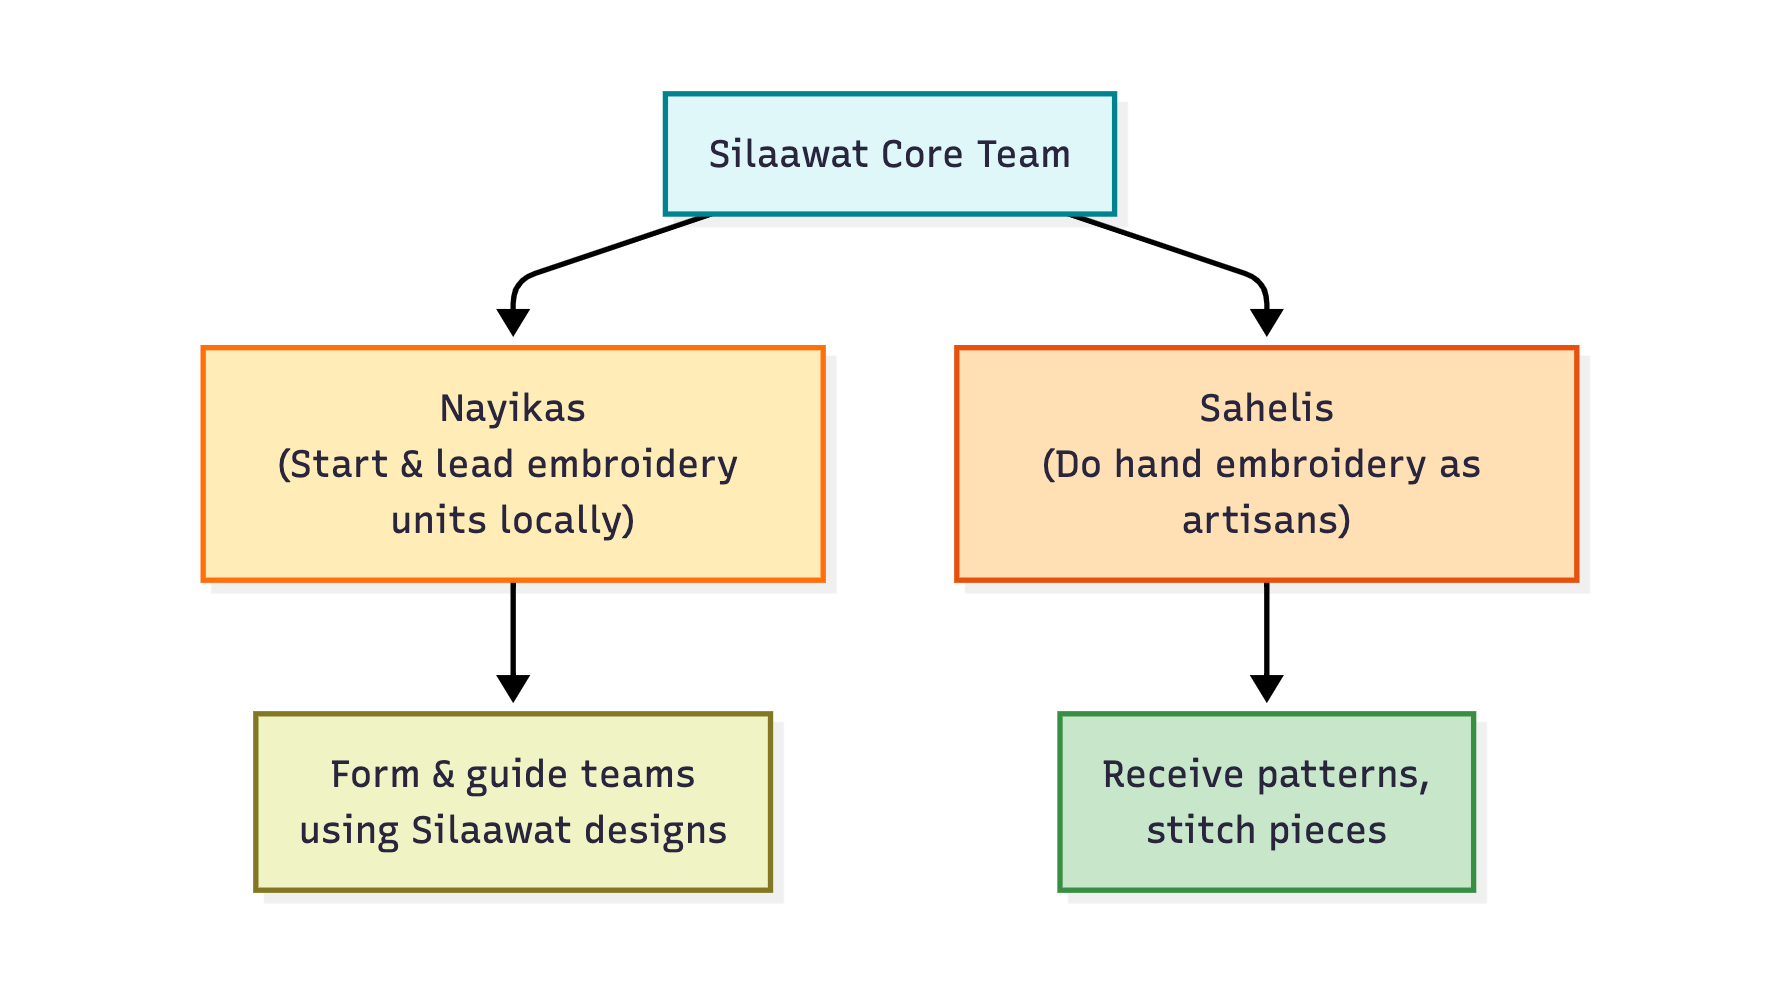 Silaawat Core Team
Nayikas
(Start & lead embroidery
units locally)
Sahelis
(Do hand embroidery as
artisans)
Form & guide teams
using Silaawat designs
Receive patterns,
stitch pieces